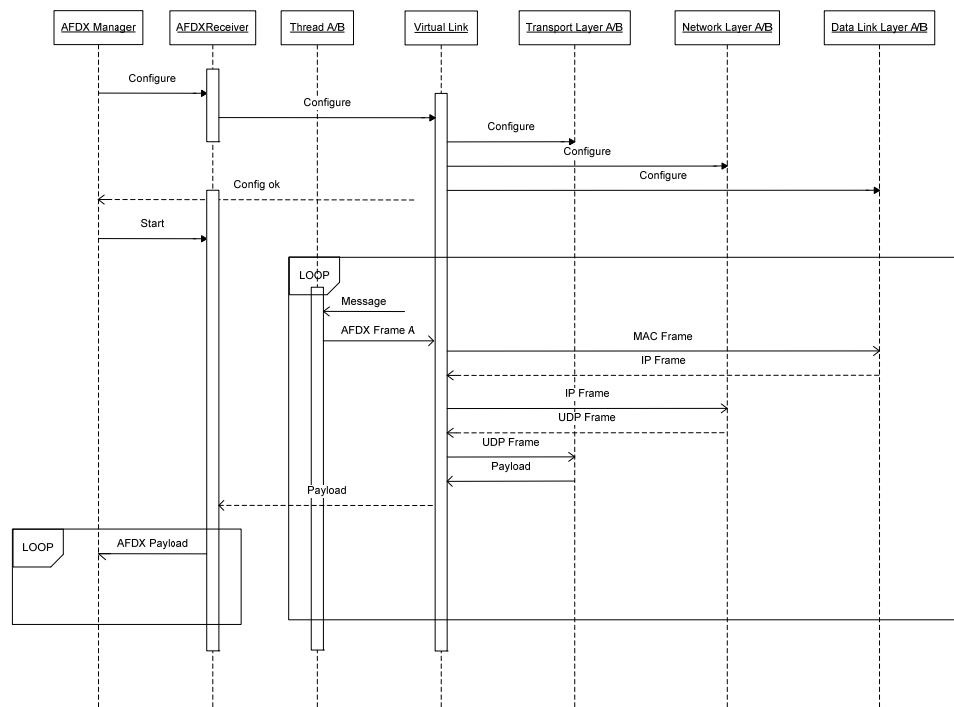 AFDX Manager
AFDXReceiver
Thread A/B
Virtual Link
Transport Layer A/B
Network Layer A/B
Data Link Layer A/B
Configure
Configure
Configure
Configure
Configure
Config ok
Start
LOOP
Message
AFDX Frame A
MAC Frame
IP Frame
IP Frame
UDP Frame
UDP Frame
Payload
Payload
LOOP
AFDX Payload